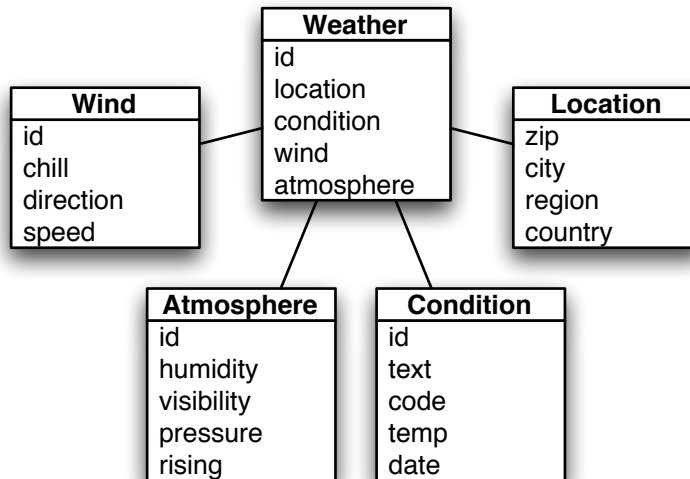 Weather
id
location
condition
wind
atmosphere
Wind
id
chill
direction
speed
Location
zip
city
region
country
Atmosphere
id
humidity
visibility
pressure
rising
Condition
id
text
code
temp
date